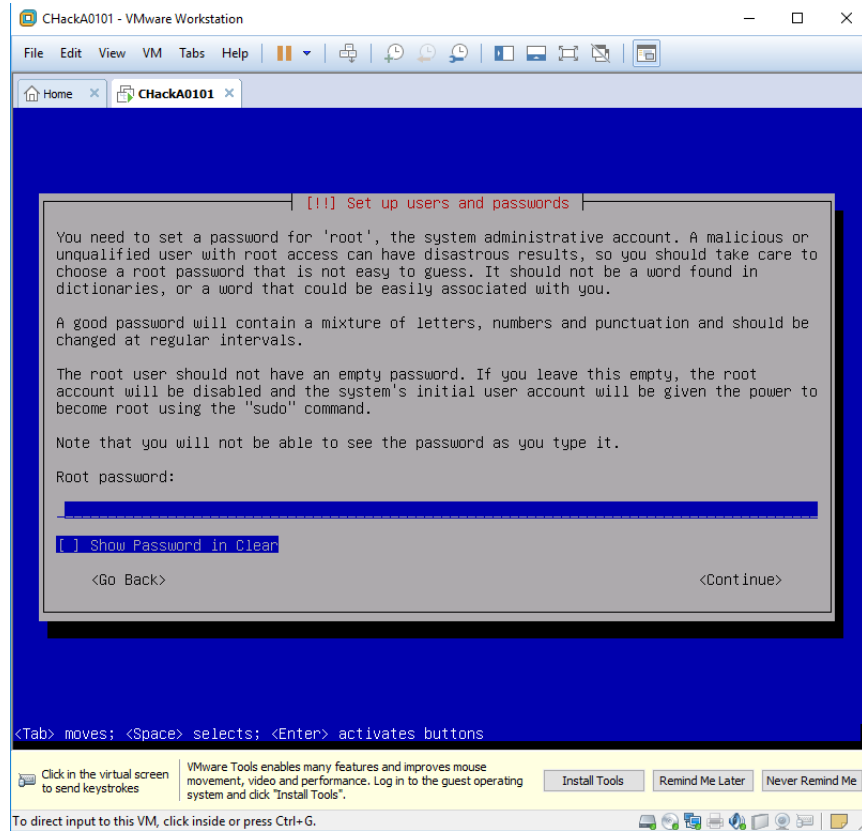 CHackA0101 - VMware Workstation
File Edit View VM Tabs Help
Home CHackA0101
[!!] Set up users and passwords
You need to set a password for 'root', the system administrative account. A malicious or
unqualified user with root access can have disastrous results, so you should take care to
choose a root password that is not easy to guess. It should not be a word found in
dictionaries, or a word that could be easily associated with you.
A good password will contain a mixture of letters, numbers and punctuation and should be
changed at regular intervals.
The root user should not have an empty password. If you leave this empty, the root
account will be disabled and the system's initial user account will be given the power to
become root using the "sudo" command.
Note that you will not be able to see the password as you type it.
Root password:
[ ] Show Password in Clear
<Go Back> <Continue>
<Tab> moves; <Space> selects; <Enter> activates buttons
Click in the virtual screen
to send keystrokes
VMware Tools enables many features and improves mouse
movement, video and performance. Log in to the guest operating
system and click "Install Tools".
Install Tools Remind Me Later Never Remind Me
To direct input to this VM, click inside or press Ctrl+G.